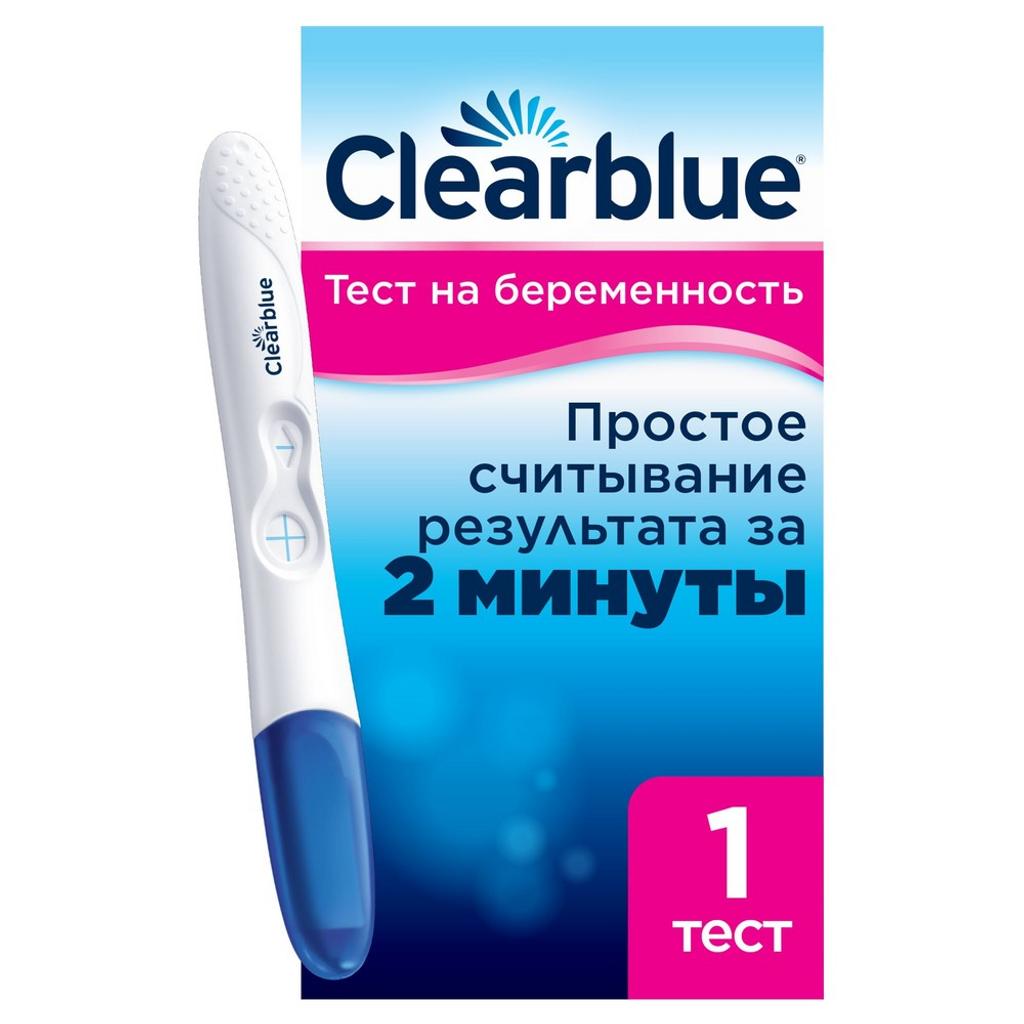 Clearblue®
Тест на беременность
Clearblue
Простое
считывание
результата за
2 минуты
1
тест